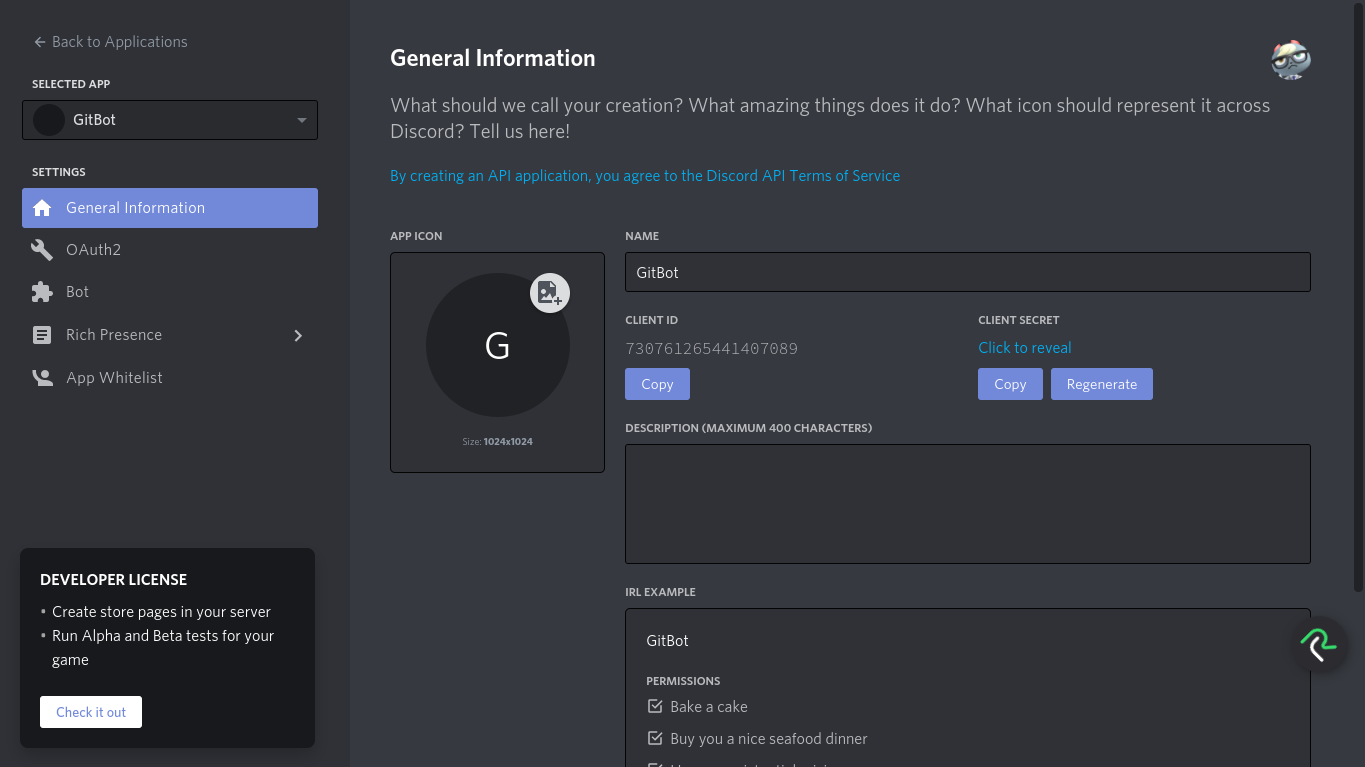 Back to Applications
SELECTED APP
GitBot
SETTINGS
General Information
OAuth2
Bot
Rich Presence
App Whitelist
DEVELOPER LICENSE
• Create store pages in your server
• Run Alpha and Beta tests for your
game
Check it out
General Information
What should we call your creation? What amazing things does it do? What icon should represent it across
Discord? Tell us here!
By creating an API application, you agree to the Discord API Terms of Service
APP ICON
G
Size: 1024x1024
NAME
GitBot
CLIENT ID
730761265441407089
Copy
CLIENT SECRET
Click to reveal
Copy
Regenerate
DESCRIPTION (MAXIMUM 400 CHARACTERS)
IRL EXAMPLE
GitBot
PERMISSIONS
Bake a cake
Buy you a nice seafood dinner